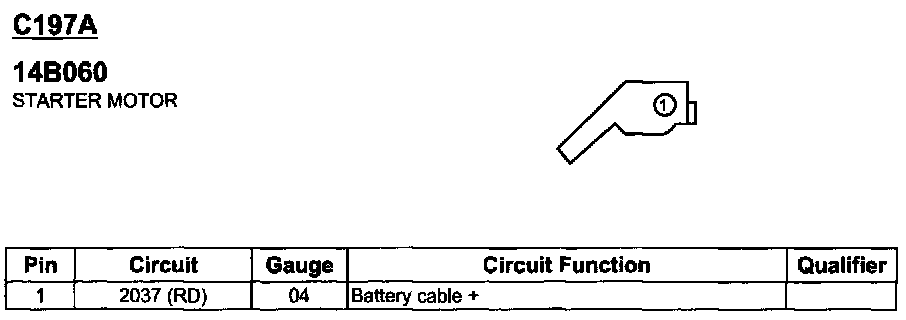 C197A
14B060
STARTER MOTOR
1
Pin Circuit Gauge Circuit Function Qualifier
1 2037 (RD) 04 Battery cable +